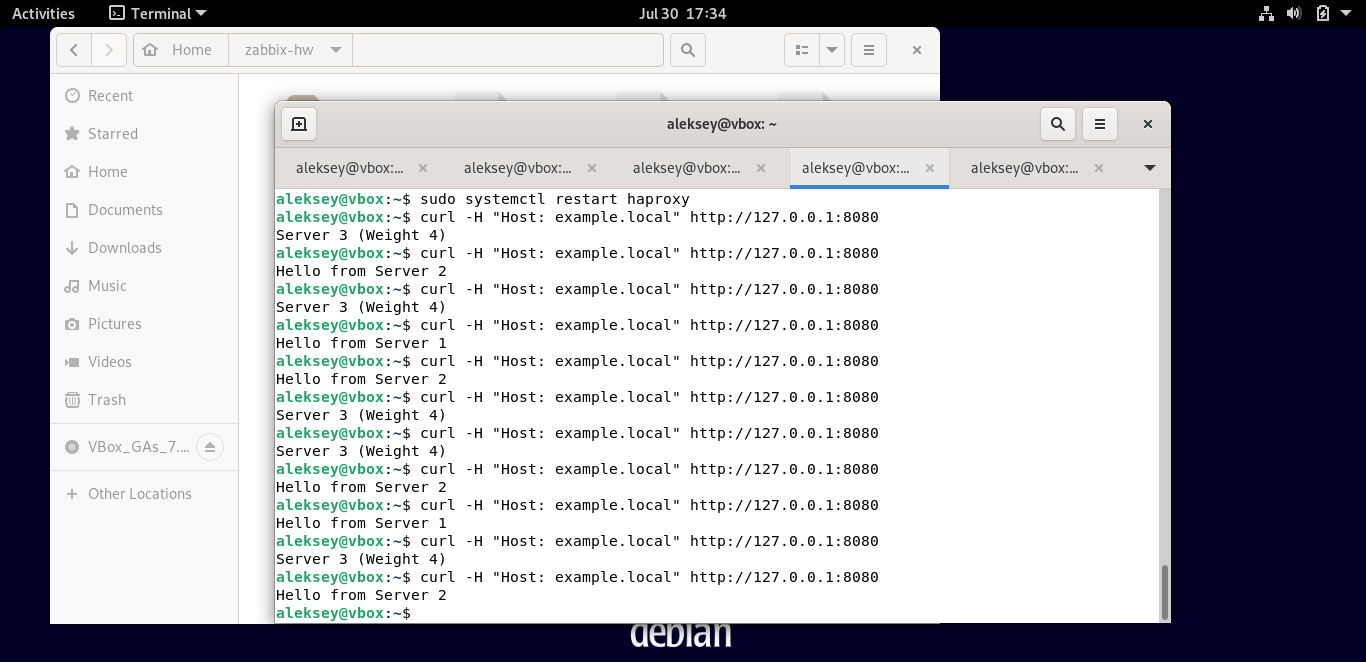 Activities
Terminal
Jul 30 17:34
Home
zabbix-hw
Recent
Starred
Home
Documents
Downloads
Music
Pictures
Videos
Trash
VBox_GAs_7....
Other Locations
aleksey@vbox: ~
aleksey@vbox:...
aleksey@vbox:...
aleksey@vbox:...
aleksey@vbox:...
aleksey@vbox:...
aleksey@vbox:~$ sudo systemctl restart haproxy
aleksey@vbox:~$ curl -H "Host: example.local" http://127.0.0.1:8080
Server 3 (Weight 4)
aleksey@vbox:~$ curl -H "Host: example.local" http://127.0.0.1:8080
Hello from Server 2
aleksey@vbox:~$ curl -H "Host: example.local" http://127.0.0.1:8080
Server 3 (Weight 4)
aleksey@vbox:~$ curl -H "Host: example.local" http://127.0.0.1:8080
Hello from Server 1
aleksey@vbox:~$ curl -H "Host: example.local" http://127.0.0.1:8080
Hello from Server 2
aleksey@vbox:~$ curl -H "Host: example.local" http://127.0.0.1:8080
Server 3 (Weight 4)
aleksey@vbox:~$ curl -H "Host: example.local" http://127.0.0.1:8080
Server 3 (Weight 4)
aleksey@vbox:~$ curl -H "Host: example.local" http://127.0.0.1:8080
Hello from Server 2
aleksey@vbox:~$ curl -H "Host: example.local" http://127.0.0.1:8080
Hello from Server 1
aleksey@vbox:~$ curl -H "Host: example.local" http://127.0.0.1:8080
Server 3 (Weight 4)
aleksey@vbox:~$ curl -H "Host: example.local" http://127.0.0.1:8080
Hello from Server 2
aleksey@vbox:~$
debian